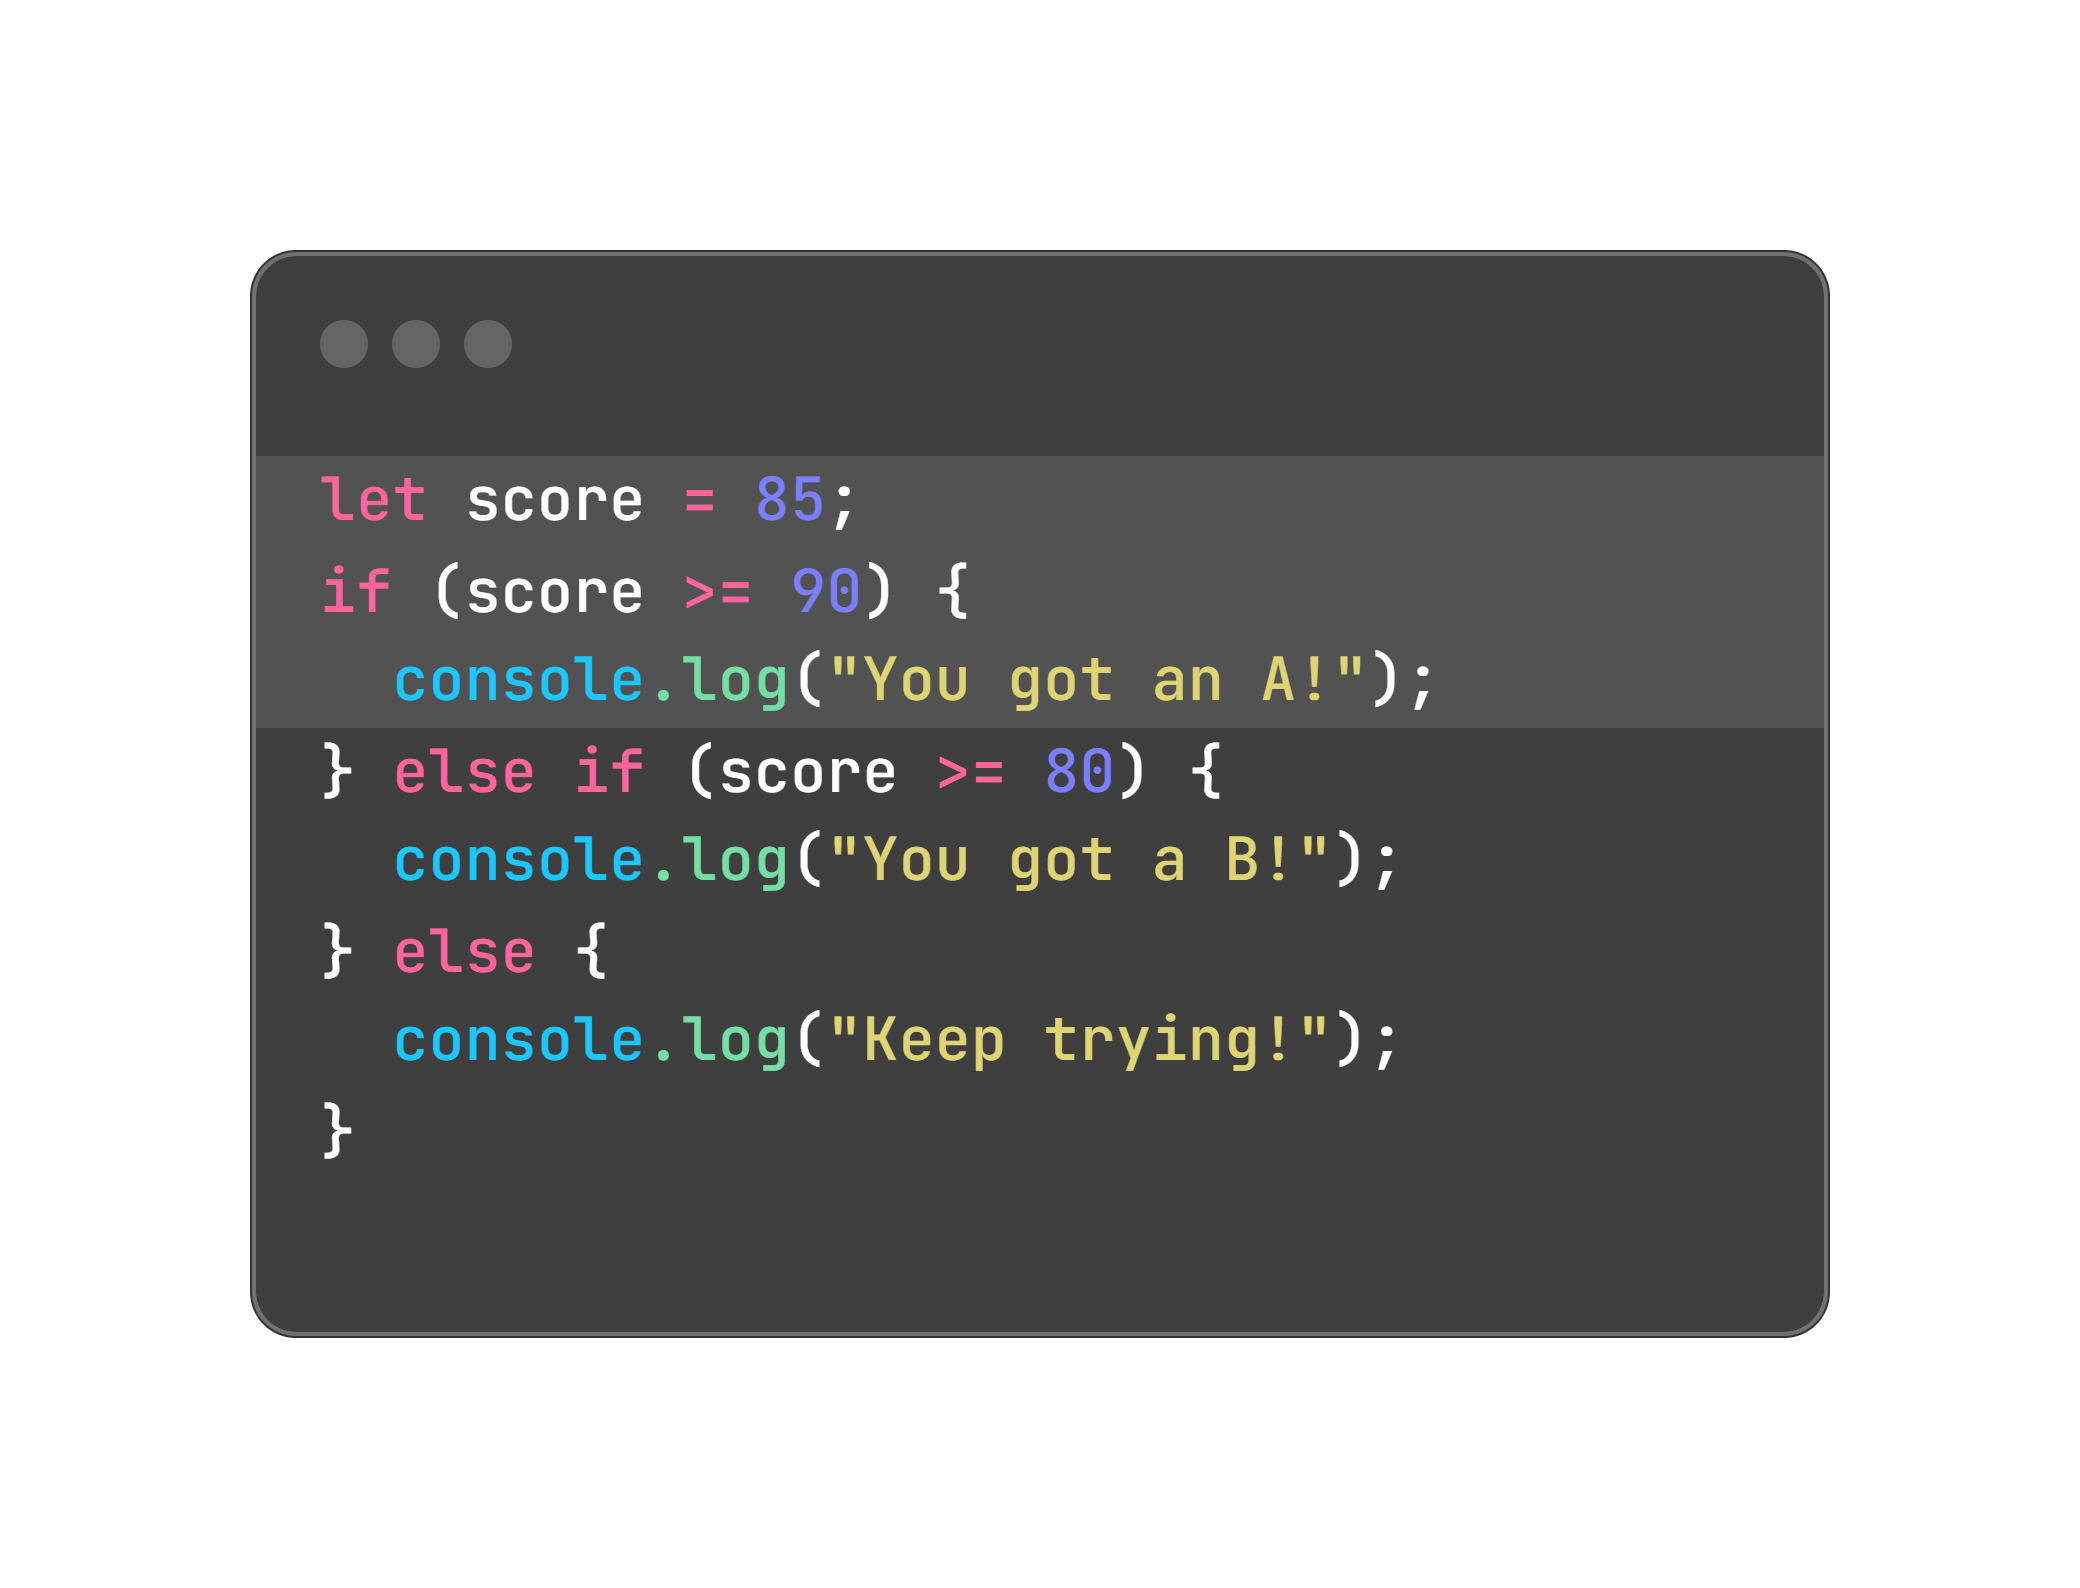 let score = 85;
if (score >= 90) {
  console.log("You got an A!");
} else if (score >= 80) {
  console.log("You got a B!");
} else {
  console.log("Keep trying!");
}